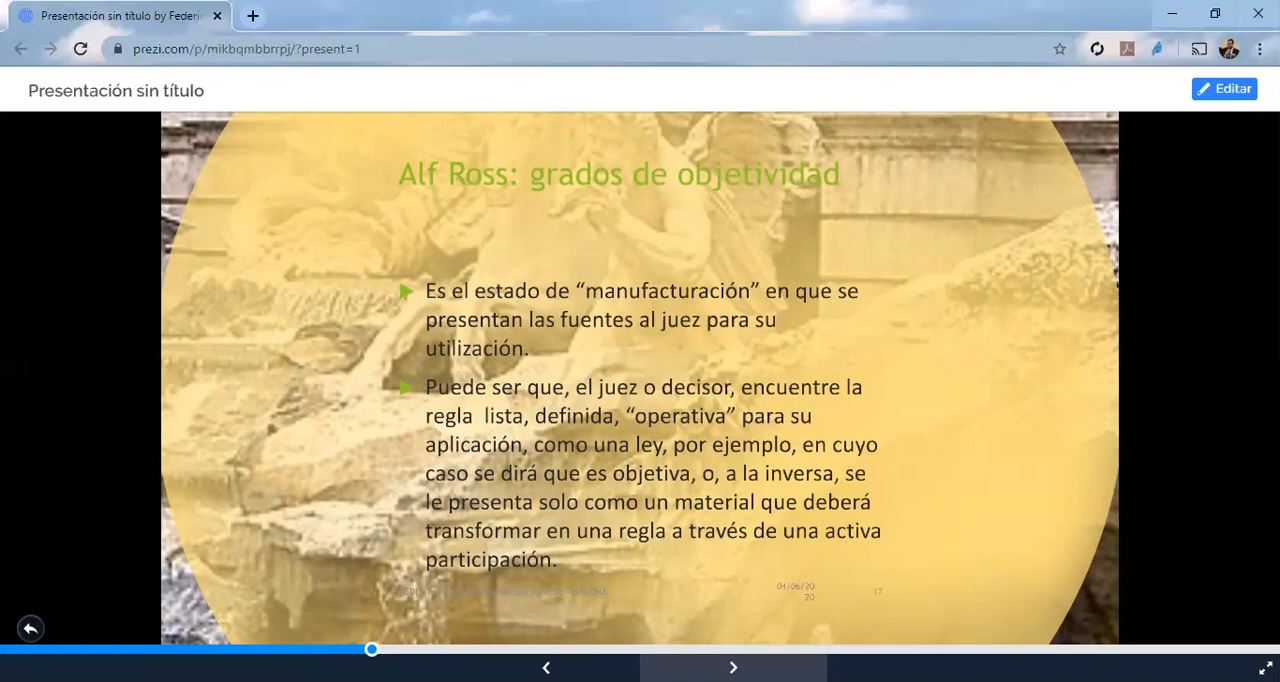 Presentación sin título by Federic
prezi.com/p/mikbqmbbrrpj/?present=1
Presentación sin título
Editar
Alf Ross: grados de objetividad
Es el estado de “manufacturación” en que se
presentan las fuentes al juez para su
utilización.
Puede ser que, el juez o decisor, encuentre la
regla lista, definida, “operativa” para su
aplicación, como una ley, por ejemplo, en cuyo
caso se dirá que es objetiva, o, a la inversa, se
le presenta solo como un material que deberá
transformar en una regla a través de una activa
participación.
04/06/20
20
17